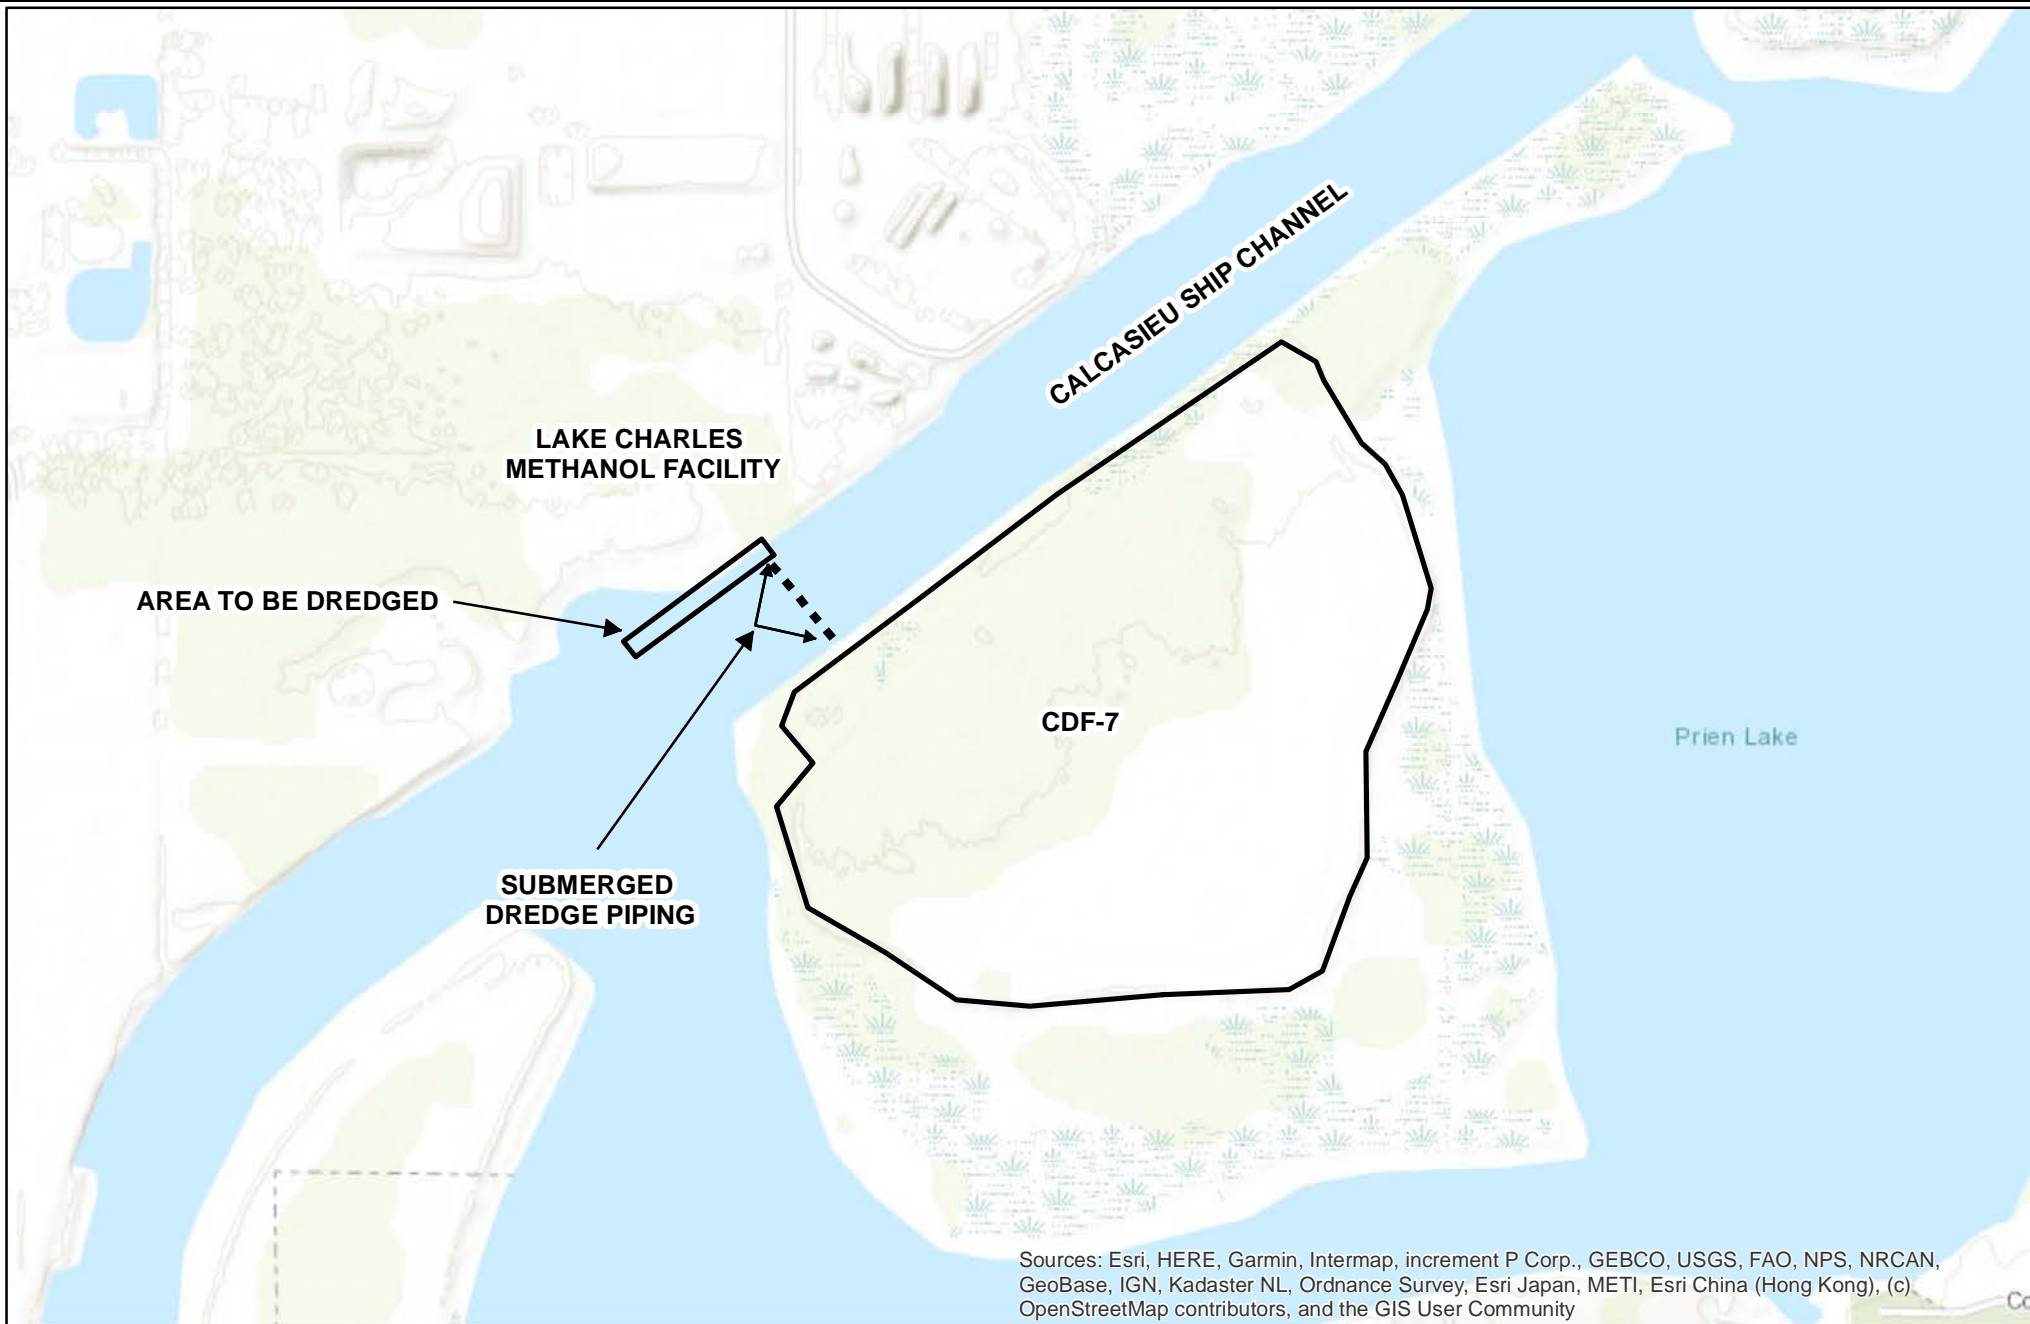 CALCASIEU SHIP CHANNEL
LAKE CHARLES
METHANOL FACILITY
AREA TO BE DREDGED
CDF-7
Prien Lake
SUBMERGED
DREDGE PIPING
Sources: Esri, HERE, Garmin, Intermap, increment P Corp., GEBCO, USGS, FAO, NPS, NRCAN,
GeoBase, IGN, Kadaster NL, Ordnance Survey, Esri Japan, METI, Esri China (Hong Kong), (c)
OpenStreetMap contributors, and the GIS User Community